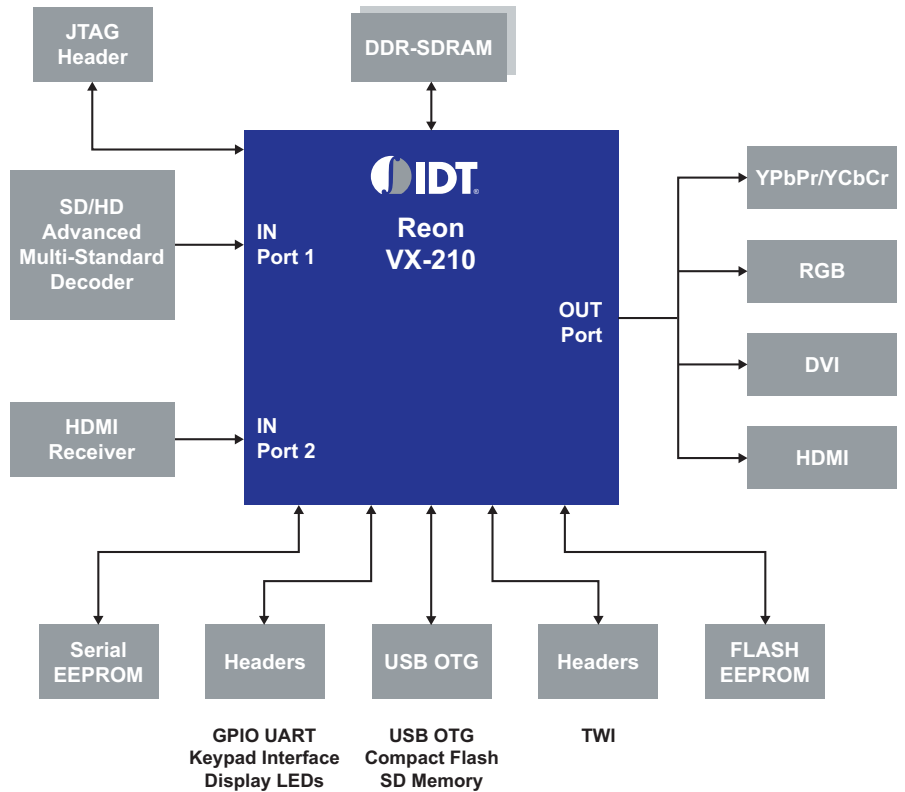 JTAG
Header
DDR-SDRAM
IDT
Reon
VX-210
SD/HD
Advanced
Multi-Standard
Decoder
IN
Port 1
HDMI
Receiver
IN
Port 2
OUT
Port
YPbPr/YCbCr
RGB
DVI
HDMI
Serial
EEPROM
Headers
USB OTG
Headers
FLASH
EEPROM
GPIO UART
Keypad Interface
Display LEDs
USB OTG
Compact Flash
SD Memory
TWI